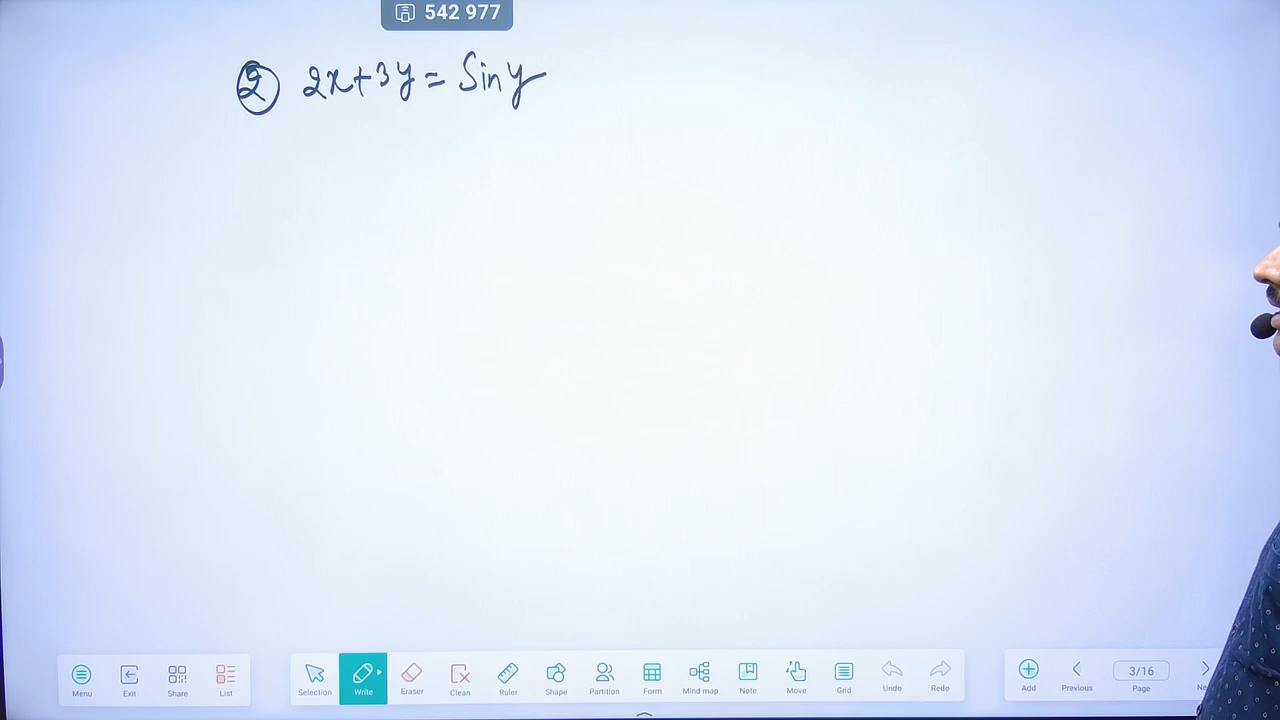 542 977
② 2x+3y = Sin y
Menu
Exit
Share
List
Selection
Write
Eraser
Clean
Ruler
Shape
Partition
Form
Mind map
Note
Move
Grid
Undo
Redo
Add
Previous
3/16
Page